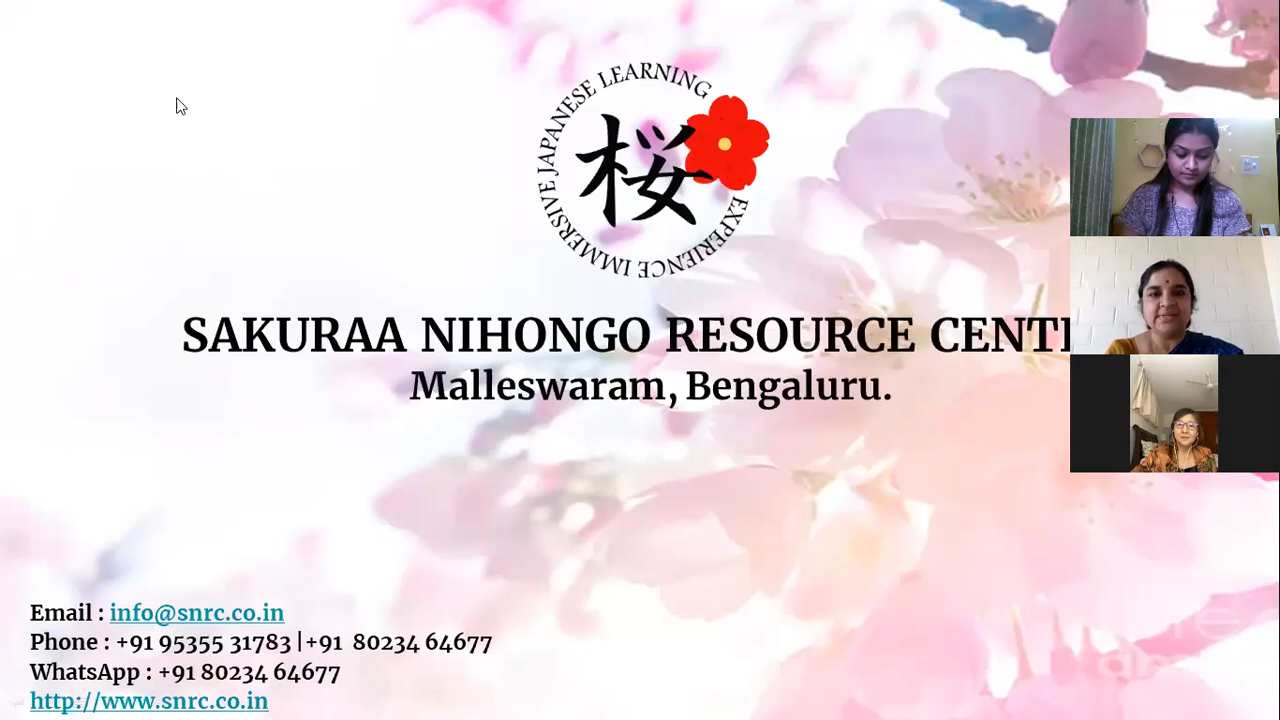 IMMERSIVE JAPANESE LEARNING EXPERIENCE
桜
SAKURAA NIHONGO RESOURCE
Malleswaram, Bengaluru.
Email : info@snrc.co.in
Phone : +91 95355 31783 |+91 80234 64677
WhatsApp : +91 80234 64677
http://www.snrc.co.in